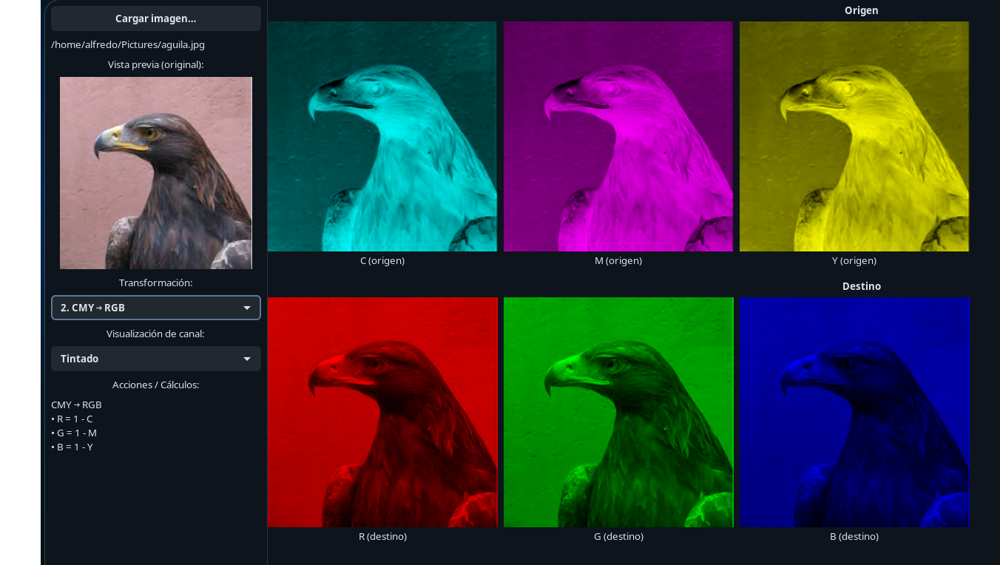 Cargar imagen...
/home/alfredo/Pictures/aguila.jpg
Vista previa (original):
Transformación:
2. CMY → RGB
Visualización de canal:
Tintado
Acciones / Cálculos:
CMY → RGB
• R = 1 - C
• G = 1 - M
• B = 1 - Y
Origen
C (origen)
M (origen)
Y (origen)
Destino
R (destino)
G (destino)
B (destino)